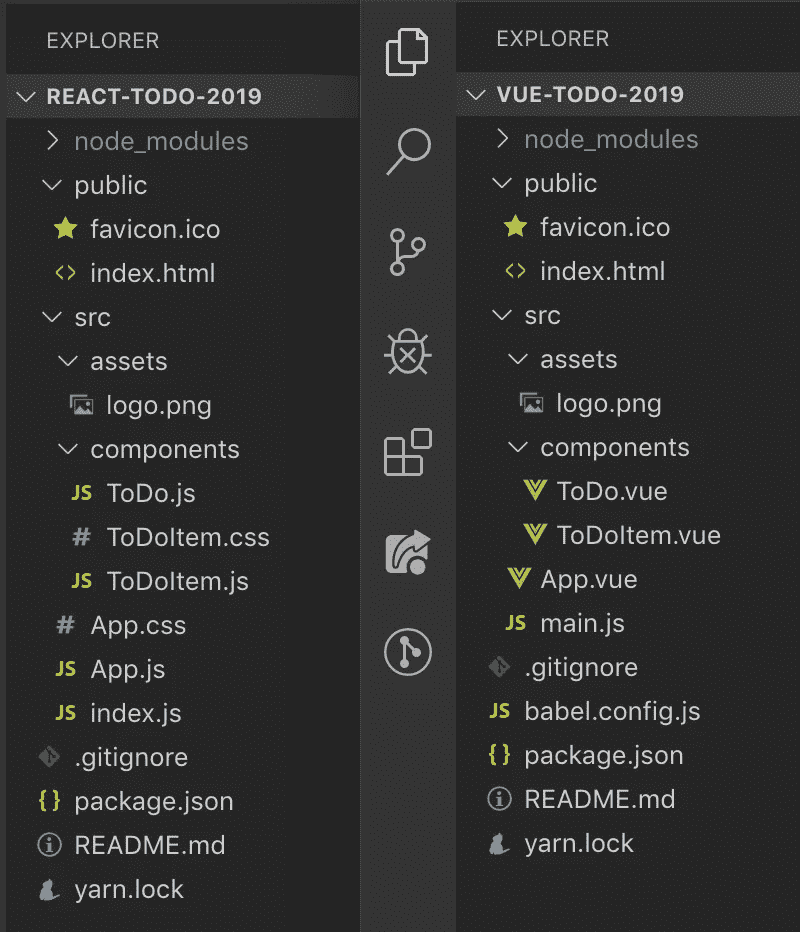 EXPLORER
REACT-TODO-2019
node_modules
public
favicon.ico
<> index.html
src
assets
logo.png
components
JS ToDo.js
# ToDoItem.css
JS ToDoItem.js
# App.css
JS App.js
JS index.js
.gitignore
{} package.json
README.md
yarn.lock
EXPLORER
VUE-TODO-2019
node_modules
public
favicon.ico
<> index.html
src
assets
logo.png
components
ToDo.vue
ToDoItem.vue
App.vue
JS main.js
.gitignore
JS babel.config.js
{} package.json
README.md
yarn.lock